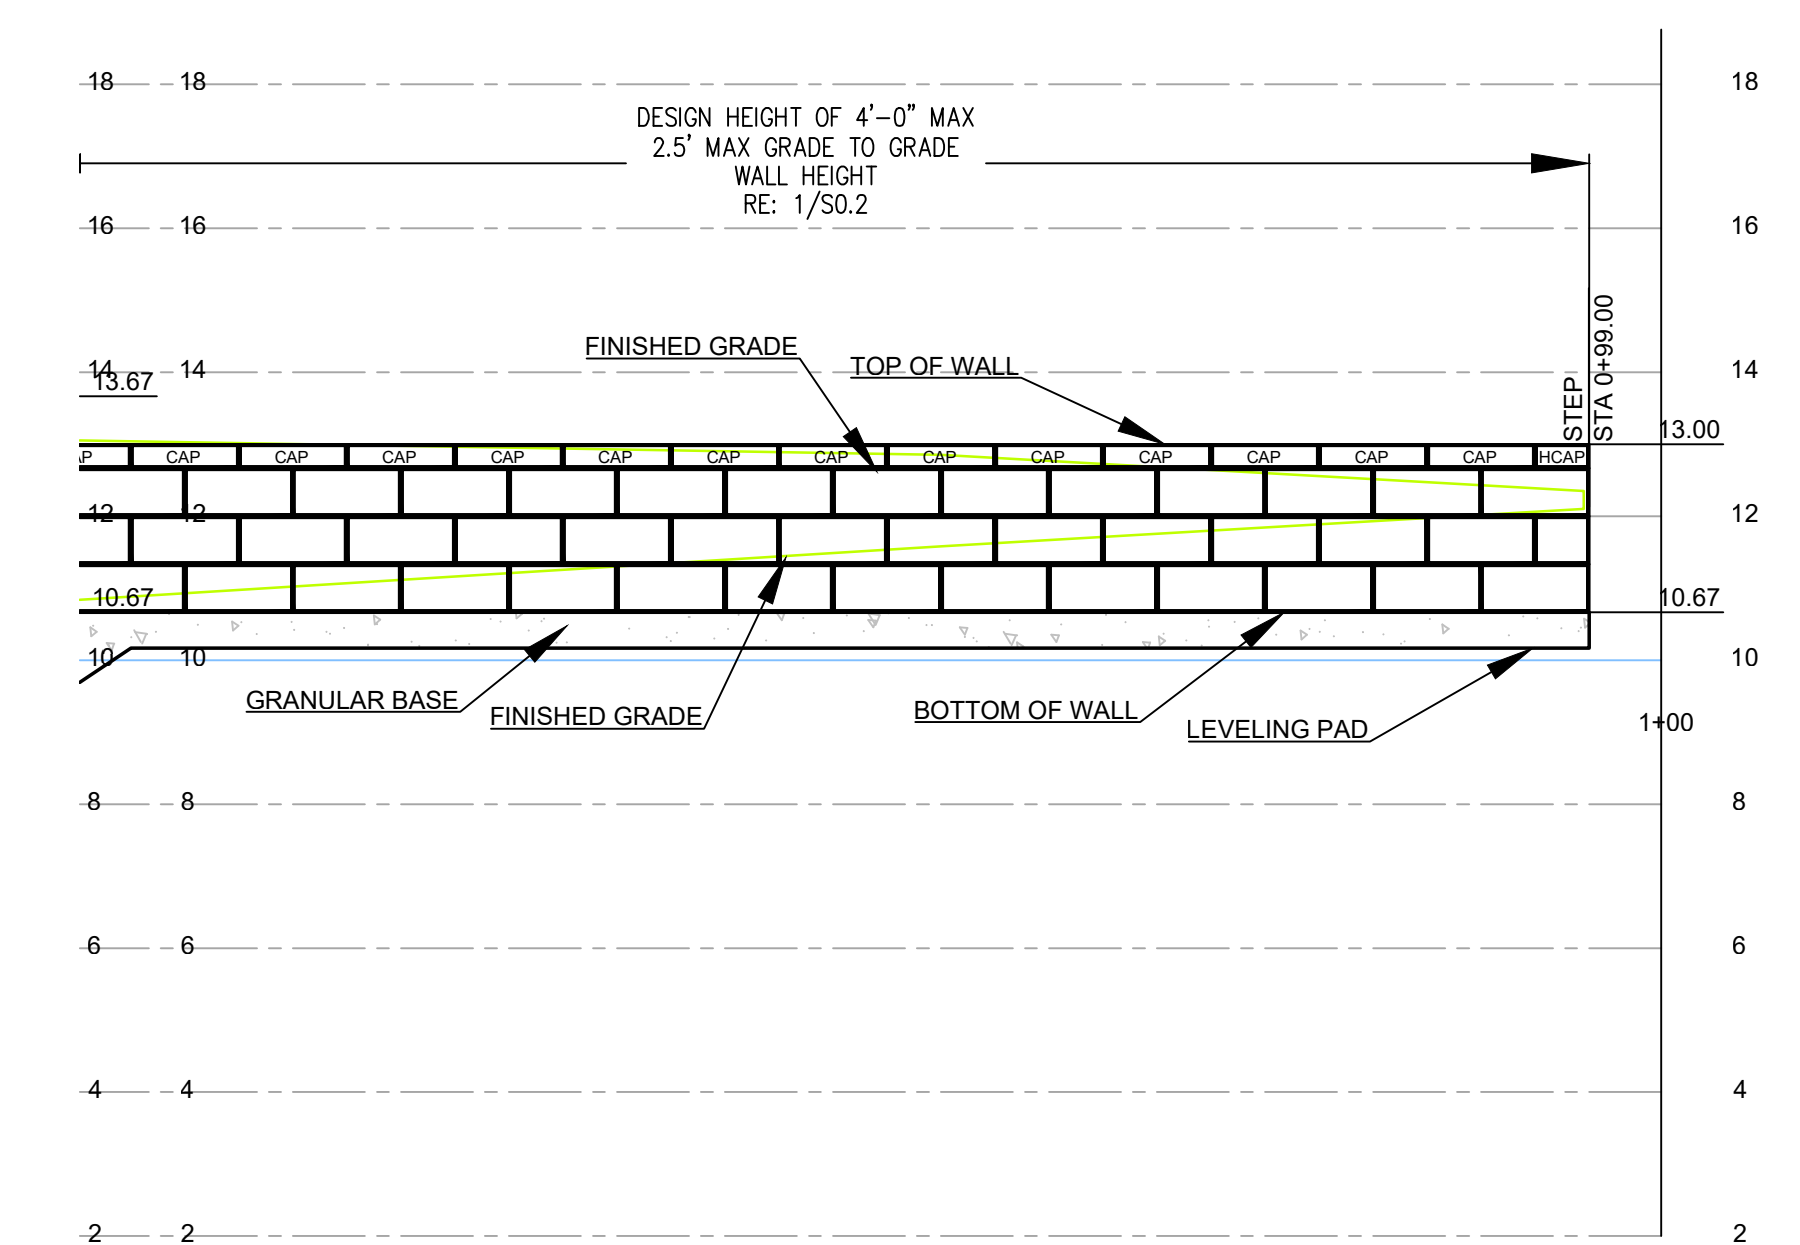 18 18 18
DESIGN HEIGHT OF 4'-0" MAX
2.5' MAX GRADE TO GRADE
WALL HEIGHT
RE: 1/S0.2
16 16 16
STEP
STA 0+99.00
FINISHED GRADE
TOP OF WALL
14 14 14
13.67
13.00
AP CAP CAP CAP CAP CAP CAP CAP CAP CAP CAP CAP CAP CAP HCAP
12 12 12
10.67 10.67
10 10 10
GRANULAR BASE
FINISHED GRADE
BOTTOM OF WALL
LEVELING PAD
1+00
8 8 8
6 6 6
4 4 4
2 2 2